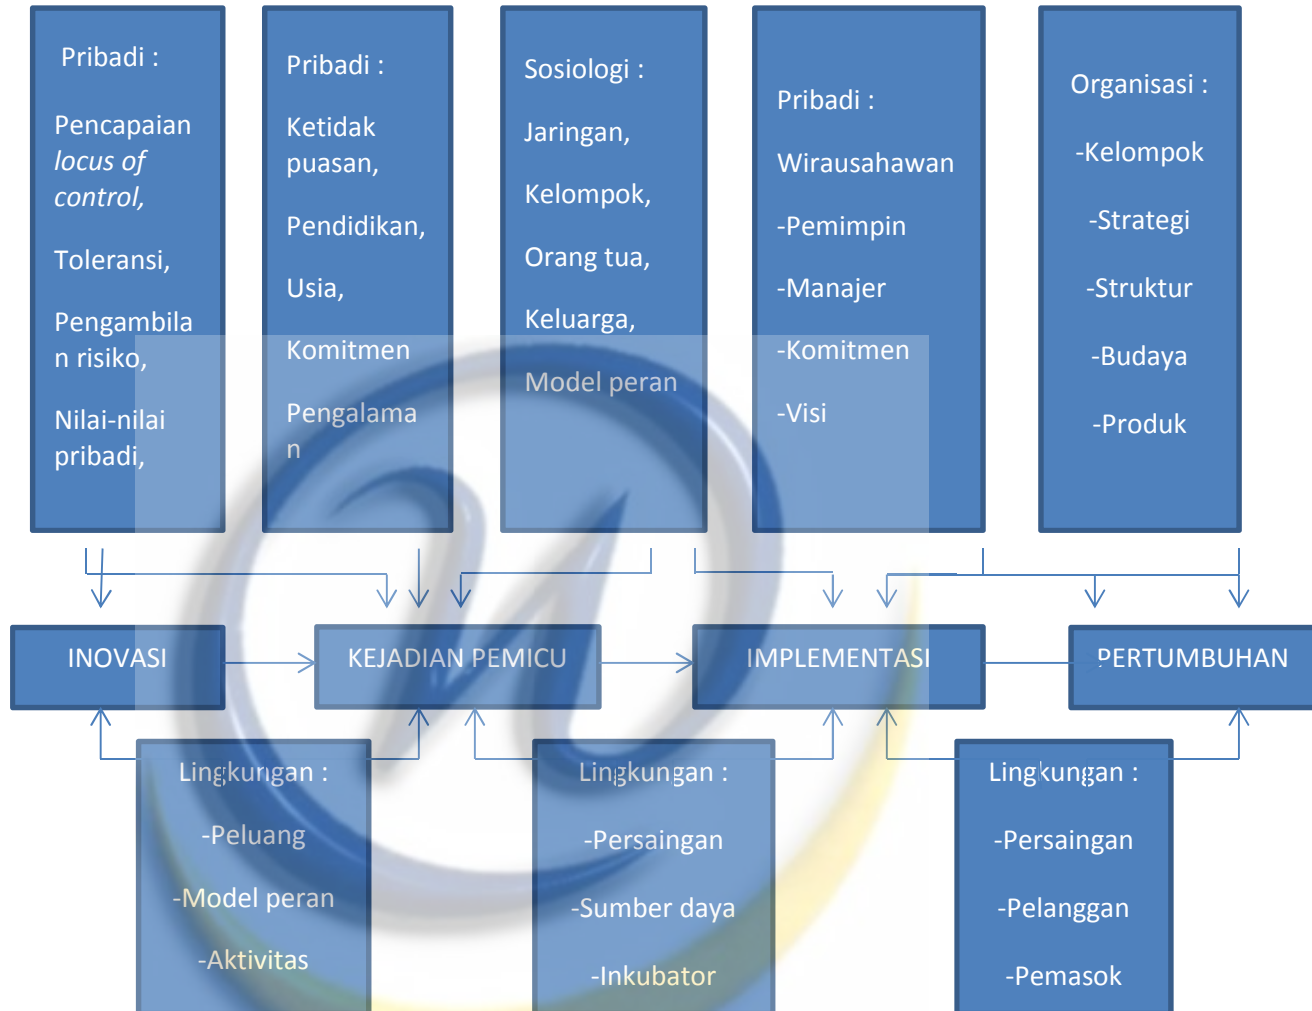 Pribadi :
Pencapaian
locus of
control,
Toleransi,
Pengambila
n risiko,
Nilai-nilai
pribadi,
Pribadi :
Ketidak
puasan,
Pendidikan,
Usia,
Komitmen
Pengalama
n
Sosiologi :
Jaringan,
Kelompok,
Orang tua,
Keluarga,
Model peran
Pribadi :
Wirausahawan
-Pemimpin
-Manajer
-Komitmen
-Visi
Organisasi :
-Kelompok
-Strategi
-Struktur
-Budaya
-Produk
INOVASI
KEJADIAN PEMICU
IMPLEMENTASI
PERTUMBUHAN
Lingkungan :
-Peluang
-Model peran
-Aktivitas
Lingkungan :
-Persaingan
-Sumber daya
-Inkubator
Lingkungan :
-Persaingan
-Pelanggan
-Pemasok